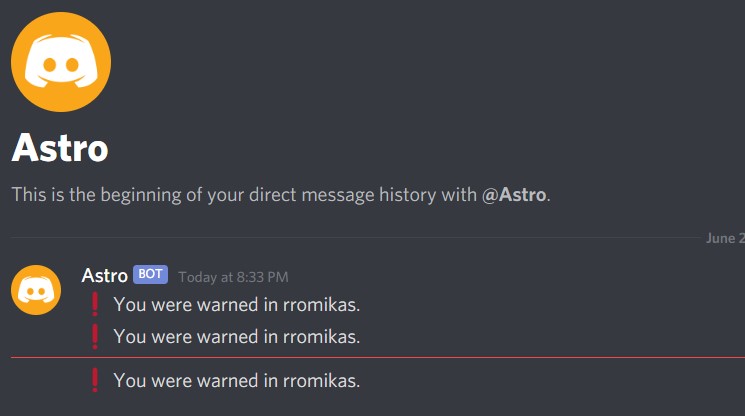 Astro
This is the beginning of your direct message history with @Astro.
June 2
Astro BOT Today at 8:33 PM
❗ You were warned in rromikas.
❗ You were warned in rromikas.
❗ You were warned in rromikas.